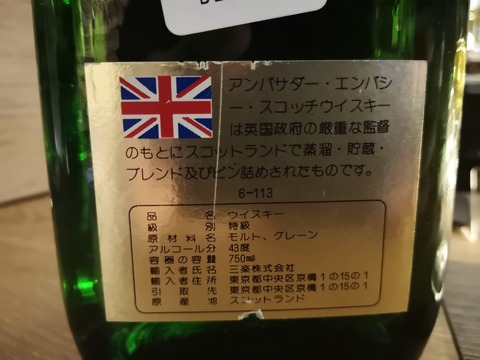 アンバサダー・エンバシ
ー・スコッチウイスキー
は英国政府の厳重な監督
のもとにスコットランドで蒸溜・貯蔵・
ブレンド及びビン詰めされたものです。
6-113
品名 ウイスキー
級別 特級
原材料名 モルト、グレーン
アルコール分 43度
容器の容量 750ml
輸入者氏名 三楽株式会社
輸入者住所 東京都中央区京橋1の15の1
引取先 東京都中央区京橋1の15の1
原産地 スコットランド